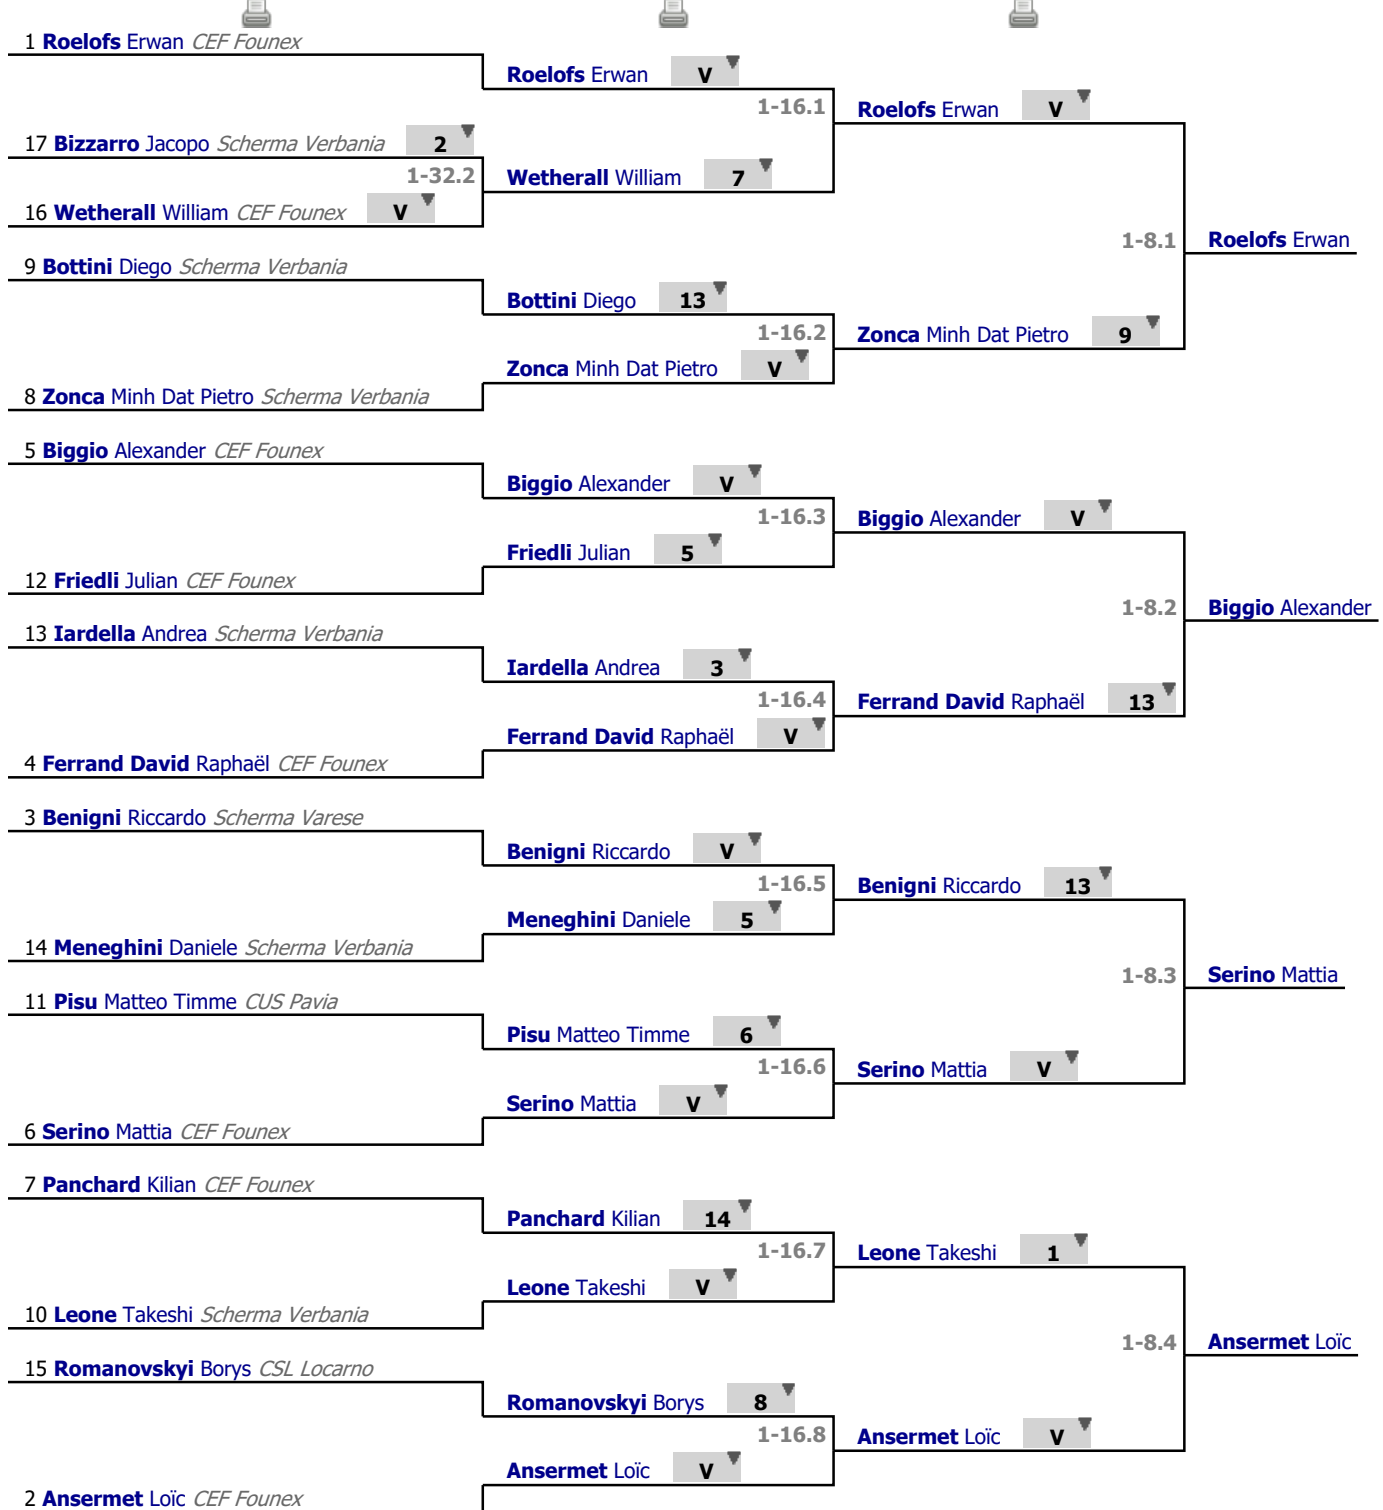 1 Roelofs Erwan CEF Founex
Roelofs Erwan V
1-16.1
Roelofs Erwan V
17 Bizzarro Jacopo Scherma Verbania 2
1-32.2
Wetherall William 7
16 Wetherall William CEF Founex V
1-8.1
Roelofs Erwan
9 Bottini Diego Scherma Verbania
Bottini Diego 13
1-16.2
Zonca Minh Dat Pietro 9
Zonca Minh Dat Pietro V
8 Zonca Minh Dat Pietro Scherma Verbania
5 Biggio Alexander CEF Founex
Biggio Alexander V
1-16.3
Biggio Alexander V
Friedli Julian 5
12 Friedli Julian CEF Founex
1-8.2
Biggio Alexander
13 Iardella Andrea Scherma Verbania
Iardella Andrea 3
1-16.4
Ferrand David Raphaël 13
Ferrand David Raphaël V
4 Ferrand David Raphaël CEF Founex
3 Benigni Riccardo Scherma Varese
Benigni Riccardo V
1-16.5
Benigni Riccardo 13
Meneghini Daniele 5
14 Meneghini Daniele Scherma Verbania
1-8.3
Serino Mattia
11 Pisu Matteo Timme CUS Pavia
Pisu Matteo Timme 6
1-16.6
Serino Mattia V
Serino Mattia V
6 Serino Mattia CEF Founex
7 Panchard Kilian CEF Founex
Panchard Kilian 14
1-16.7
Leone Takeshi 1
Leone Takeshi V
10 Leone Takeshi Scherma Verbania
1-8.4
Ansermet Loïc
15 Romanovskyi Borys CSL Locarno
Romanovskyi Borys 8
1-16.8
Ansermet Loïc V
Ansermet Loïc V
2 Ansermet Loïc CEF Founex